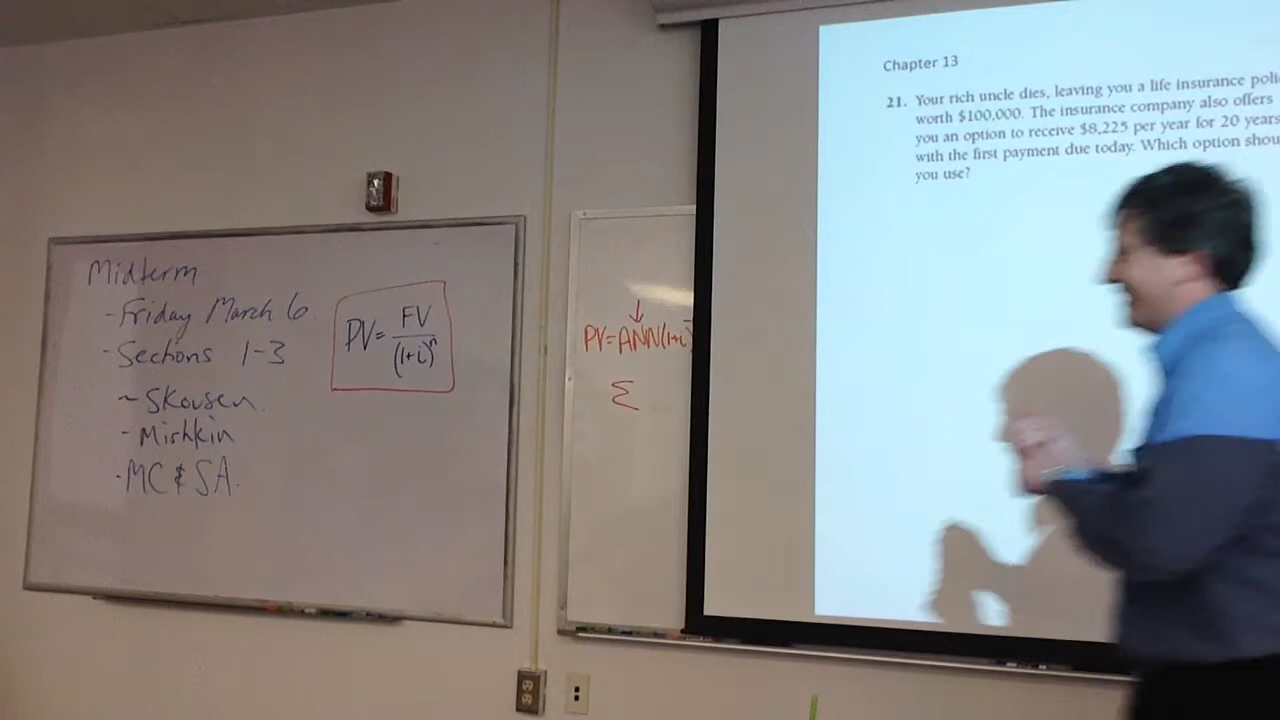 Midterm
-Friday March 6
-Sections 1-3
~ Skousen
- Mishkin
-MC & SA.
PV= FV
(1+i)ⁿ
↓
PV=ANN(1+i)
Σ
Chapter 13
21. Your rich uncle dies, leaving you a life insurance
worth $100,000. The insurance company also offers
you an option to receive $8,225 per year for 20 years
with the first payment due today. Which option
you use?